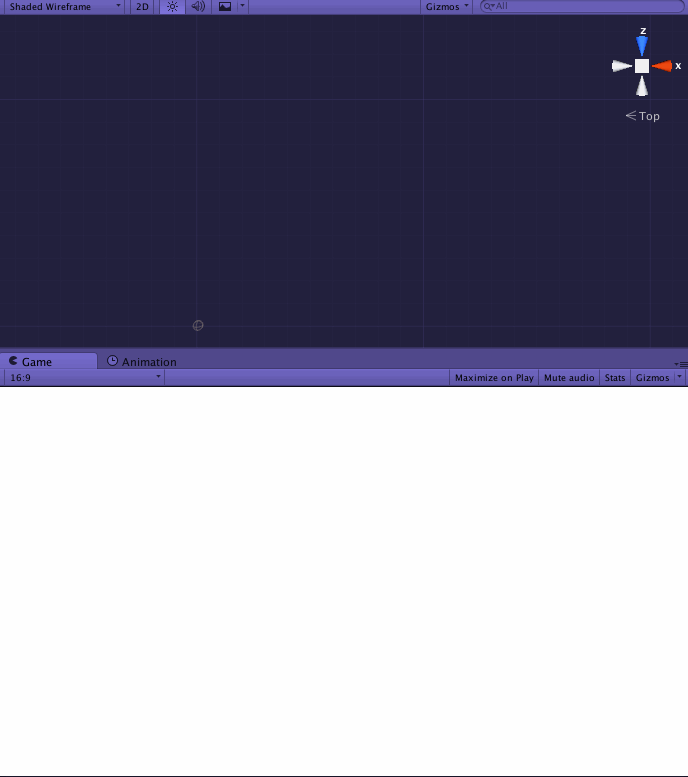 Shaded Wireframe 2D Gizmos All
z
x
Top
Game Animation
16:9 Maximize on Play Mute audio Stats Gizmos